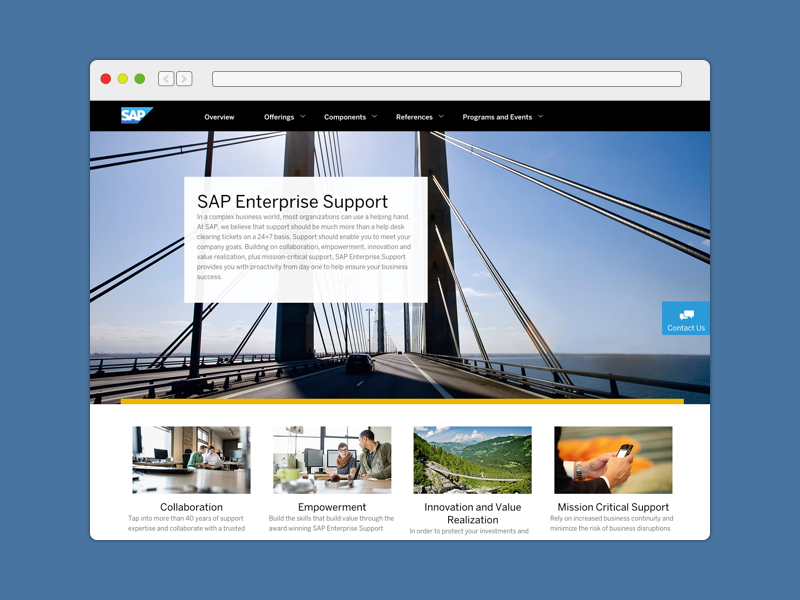 SAP
Overview
Offerings
Components
References
Programs and Events
SAP Enterprise Support
In a complex business world, most organizations can use a helping hand.
At SAP, we believe that support should be much more than a help desk
clearing tickets on a 24×7 basis. Support should enable you to meet your
company goals. Building on collaboration, empowerment, innovation and
value realization, plus mission-critical support, SAP Enterprise Support
provides you with proactivity from day one to help ensure your business
success.
Contact Us
Collaboration
Tap into more than 40 years of support
expertise and collaborate with a trusted
Empowerment
Build the skills that build value through the
award winning SAP Enterprise Support
Innovation and Value
Realization
In order to protect your investments and
Mission Critical Support
Rely on increased business continuity and
minimize the risk of business disruptions